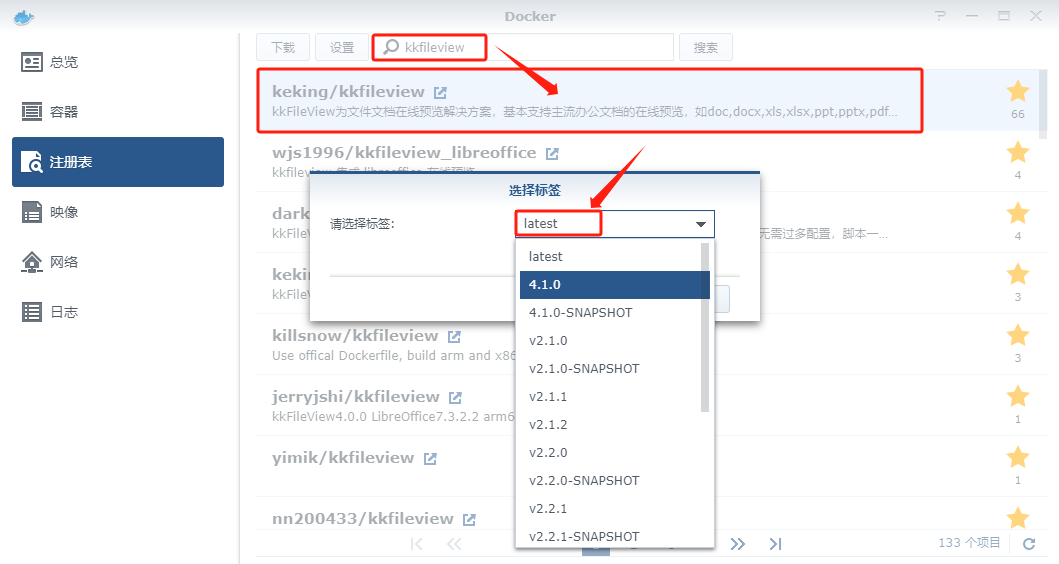 Docker
总览
容器
注册表
映像
网络
日志
下载 设置 kkfileview 搜索
keking/kkfileview
kkFileView为文件文档在线预览解决方案，基本支持主流办公文档的在线预览，如doc,docx,xls,xlsx,ppt,pptx,pdf...
66
wjs1996/kkfileview_libreoffice
4
dark
kkFileV 无需过多配置，脚本一...
4
kekin
kkFileV
3
killsnow/kkfileview
Use offical Dockerfile, build arm and x86
3
jerryjshi/kkfileview
kkFileView4.0.0 LibreOffice7.3.2.2 arm6
1
yimik/kkfileview
1
nn200433/kkfileview
选择标签
请选择标签: latest
latest
4.1.0
4.1.0-SNAPSHOT
v2.1.0
v2.1.0-SNAPSHOT
v2.1.1
v2.1.2
v2.2.0
v2.2.0-SNAPSHOT
v2.2.1
v2.2.1-SNAPSHOT
133 个项目